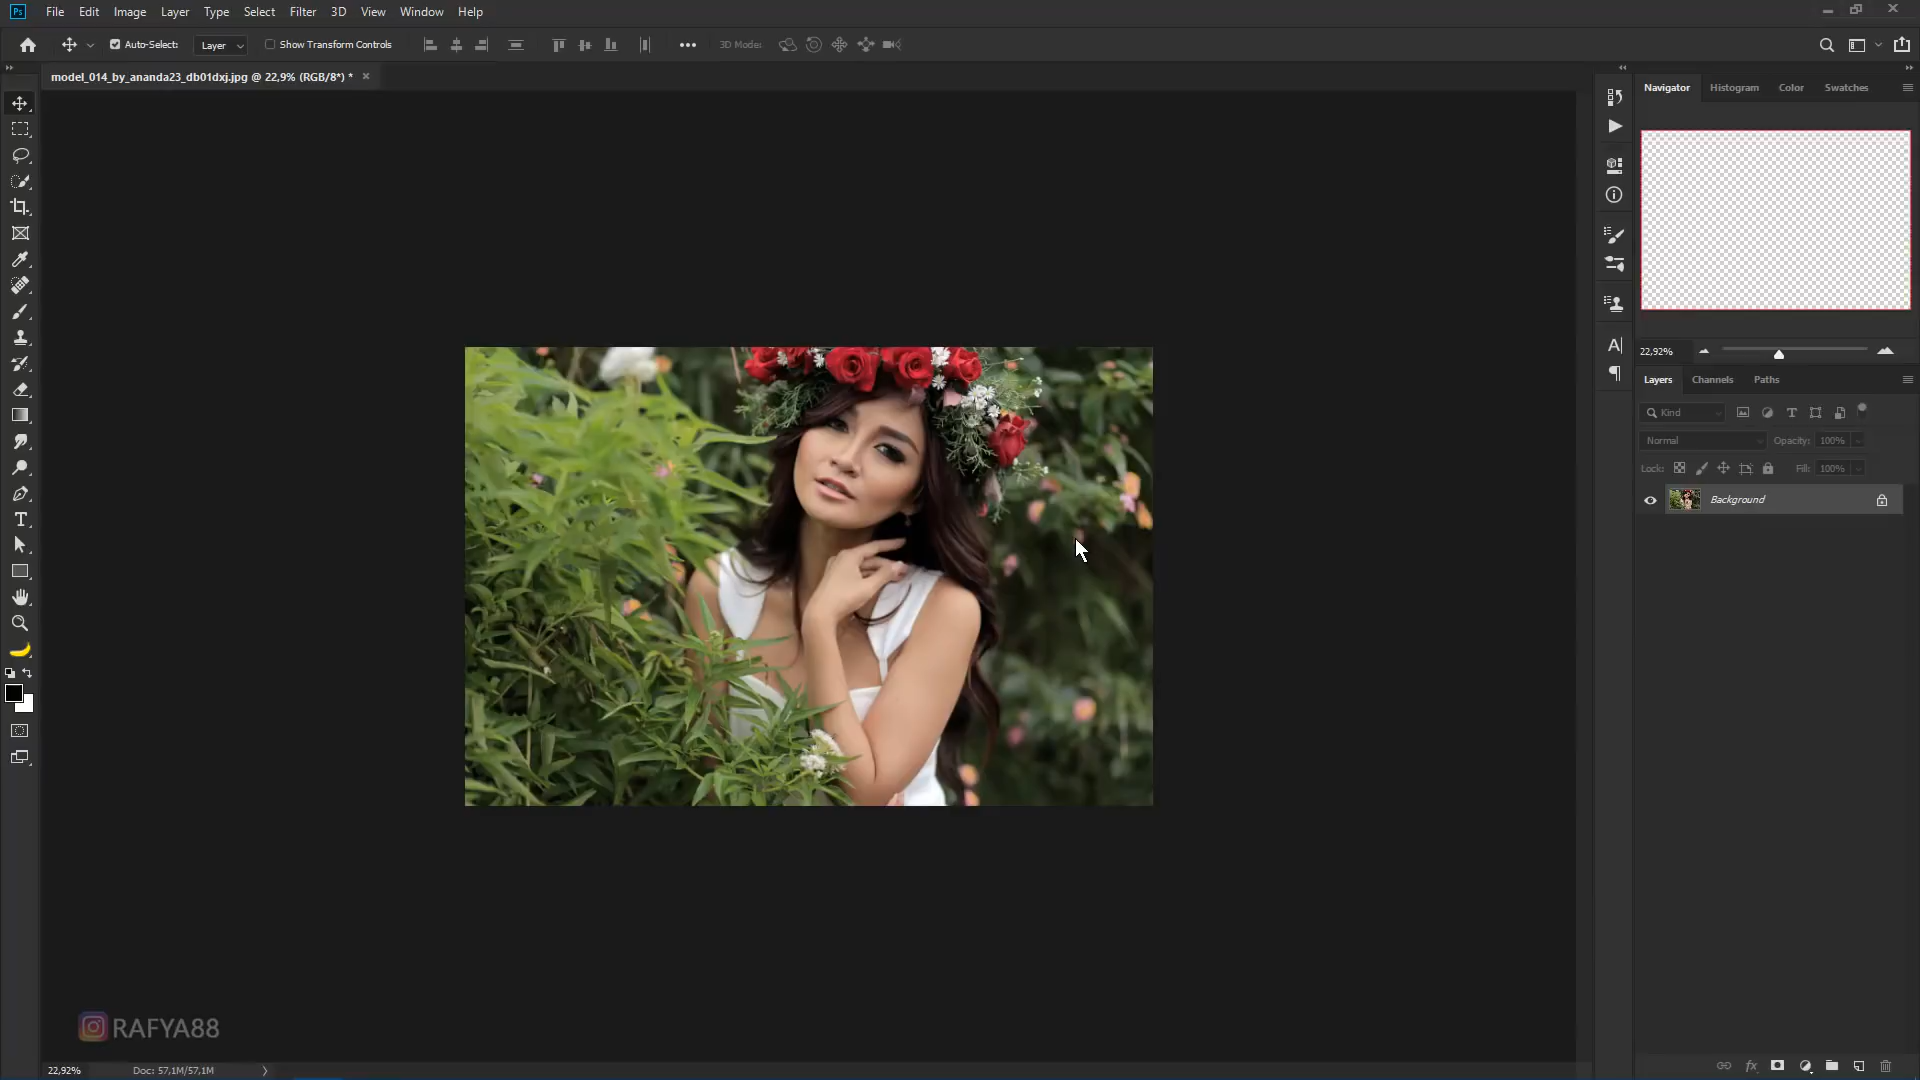 Ps File Edit Image Layer Type Select Filter 3D View Window Help
Auto-Select: Layer Show Transform Controls 3D Mode:
model_014_by_ananda23_db01dxj.jpg @ 22,9% (RGB/8*) * ×
Navigator Histogram Color Swatches
22,92%
Layers Channels Paths
Kind
Normal Opacity: 100%
Lock: Fill: 100%
Background
RAFYA88
22,92% Doc: 57,1M/57,1M